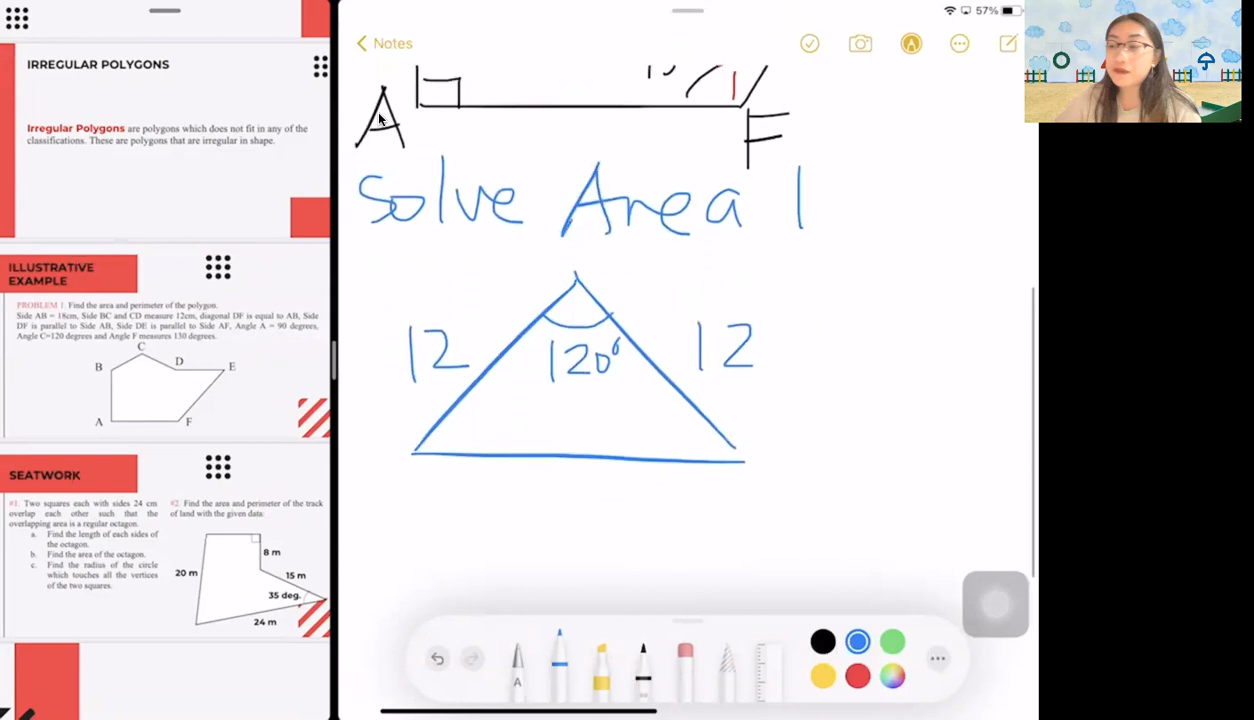 IRREGULAR POLYGONS
Irregular Polygons are polygons which does not fit in any of the
classifications. These are polygons that are irregular in shape.
ILLUSTRATIVE
EXAMPLE
PROBLEM 1. Find the area and perimeter of the polygon.
Side AB = 18cm, Side BC and CD measure 12cm, diagonal DF is equal to AB, Side
DF is parallel to Side AB, Side DE is parallel to Side AF, Angle A = 90 degrees,
Angle C=120 degrees and Angle F measures 130 degrees.
C
B
D
E
A
F
SEATWORK
#1. Two squares each with sides 24 cm
overlap each other such that the
overlapping area is a regular octagon.
a. Find the length of each sides of
the octagon.
b. Find the area of the octagon.
c. Find the radius of the circle
which touches all the vertices
of the two squares.
#2. Find the area and perimeter of the track
of land with the given data:
8 m
20 m
15 m
35 deg.
24 m
57%
Notes
A
F
Solve Area 1
12
120°
12
A